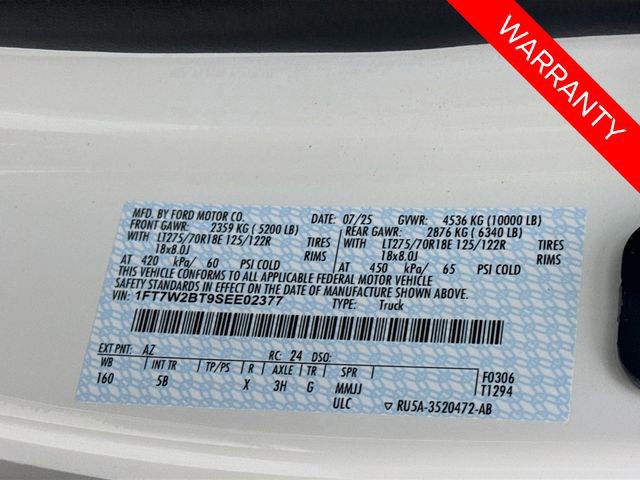 WARRANTY
MFD. BY FORD MOTOR CO. DATE: 07/25 GVWR: 4536 KG (10000 LB)
FRONT GAWR: 2359 KG ( 5200 LB) REAR GAWR: 2876 KG ( 6340 LB)
WITH LT275/70R18E 125/122R TIRES WITH LT275/70R18E 125/122R TIRES
18x8.0J RIMS 18x8.0J RIMS
AT 420 kPa/ 60 PSI COLD AT 450 kPa/ 65 PSI COLD
THIS VEHICLE CONFORMS TO ALL APPLICABLE FEDERAL MOTOR VEHICLE
SAFETY STANDARDS IN EFFECT ON THE DATE OF MANUFACTURE SHOWN ABOVE.
VIN: 1FT7W2BT9SEE02377 TYPE: Truck
EXT PNT: AZ RC: 24 DSO:
WB INT TR TP/PS R AXLE TR SPR F0306
160 5B X 3H G MMJJ T1294
ULC ▽ RU5A-3520472-AB